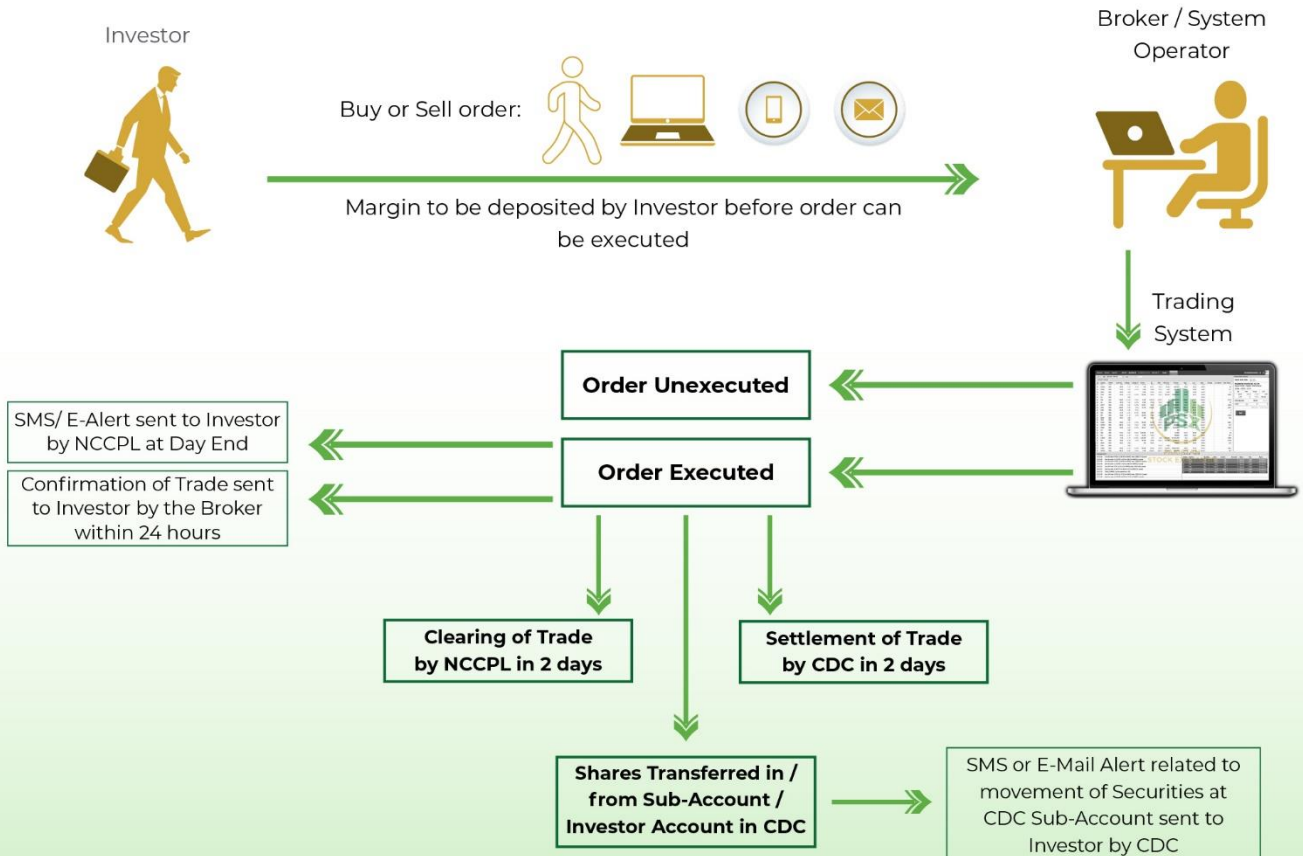 Investor
Broker / System
Operator
Buy or Sell order:
Margin to be deposited by Investor before order can
be executed
Trading
System
Order Unexecuted
SMS/ E-Alert sent to Investor
by NCCPL at Day End
Order Executed
Confirmation of Trade sent
to Investor by the Broker
within 24 hours
PSX
Clearing of Trade
by NCCPL in 2 days
Settlement of Trade
by CDC in 2 days
Shares Transferred in /
from Sub-Account /
Investor Account in CDC
SMS or E-Mail Alert related to
movement of Securities at
CDC Sub-Account sent to
Investor by CDC